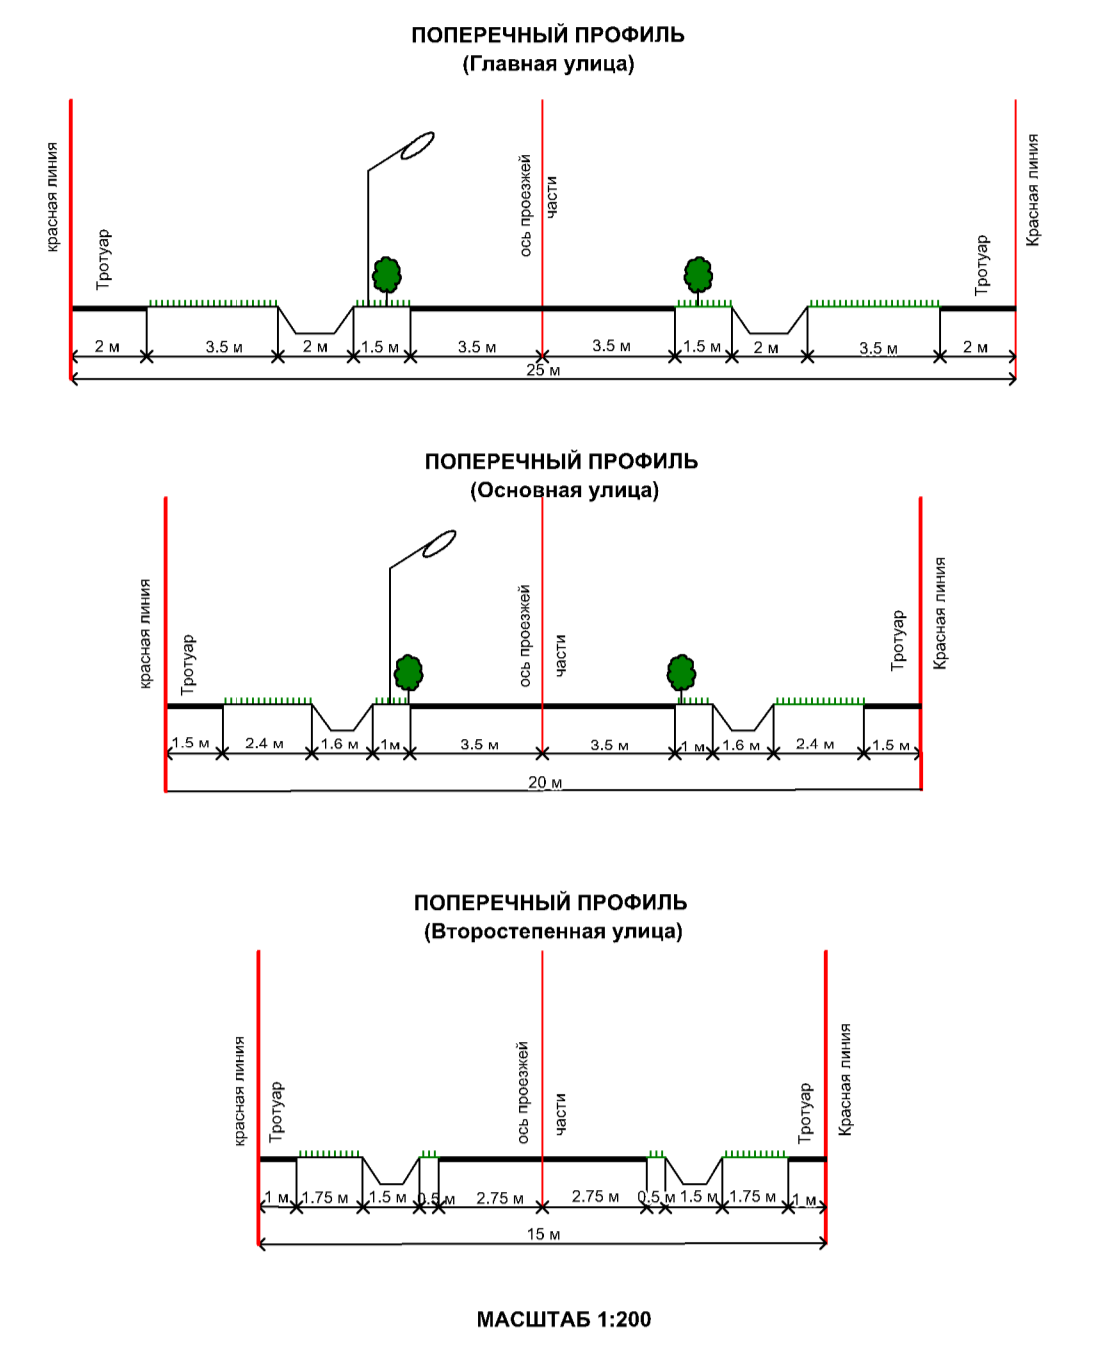 ПОПЕРЕЧНЫЙ ПРОФИЛЬ
(Главная улица)
красная линия
Тротуар
ось проезжей
части
Тротуар
Красная линия
2 м
3.5 м
2 м
1.5 м
3.5 м
3.5 м
1.5 м
2 м
3.5 м
2 м
25 м
ПОПЕРЕЧНЫЙ ПРОФИЛЬ
(Основная улица)
красная линия
Тротуар
ось проезжей
части
Тротуар
Красная линия
1.5 м
2.4 м
1.6 м
1м
3.5 м
3.5 м
1 м
1.6 м
2.4 м
1.5 м
20 м
ПОПЕРЕЧНЫЙ ПРОФИЛЬ
(Второстепенная улица)
красная линия
Тротуар
ось проезжей
части
Тротуар
Красная линия
1 м
1.75 м
1.5 м
0.5 м
2.75 м
2.75 м
0.5 м
1.5 м
1.75 м
1 м
15 м
МАСШТАБ 1:200